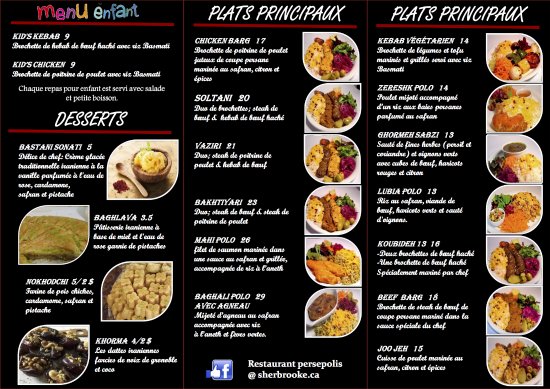 menu enfant
KID'S KEBAB 9
Brochette de kebab de bœuf haché avec riz Basmati
KID'S CHICKEN 9
Brochette de poitrine de poulet avec riz Basmati
Chaque repas pour enfant est servi avec salade
et petite boisson.
DESSERTS
BASTANI SONATI 5
Délice de chef: Crème glacée
traditionnelle iranienne à la
vanille parfumée à l'eau de
rose, cardamome,
safran et pistache
BAGHLAVA 3.5
Pâtisserie iranienne à
base de miel et l'eau de
rose garnie de pistaches
NOKHODCHI 5/2 $
Farine de pois chiches,
cardamome, safran et
pistache
KHORMA 4/2 $
Les dattes iraniennes
farcies de noix de grenoble
et coco
PLATS PRINCIPAUX
CHICKEN BARG 17
Brochette de poitrine de poulet
juteux de coupe persane
mariné au safran, citron et
épices
SOLTANI 20
Duo de brochettes; steak de
bœuf & kebab de bœuf haché
VAZIRI 21
Duo; steak de poitrine de
poulet & kebab de bœuf
BAKHTIYARI 23
Duo; steak de bœuf & steak de
poitrine de poulet
MAHI POLO 26
filet de saumon mariné dans
une sauce au safran et grillée,
accompagnée de riz à l'aneth
BAGHALI POLO 29
AVEC AGNEAU
Mijoté d'agneau au safran
accompagnée avec riz
à l'aneth et fèves vertes.
Restaurant persepolis
@ sherbrooke.ca
PLATS PRINCIPAUX
KEBAB VÉGÉTARIEN 14
Brochette de légumes et tofu
marinés et grillés servi avec riz
Basmati
ZERESHK POLO 14
Poulet mijoté accompagné
d'un riz aux baies persanes
parfumé au safran
GHORMEH SABZI 13
Sauté de fines herbes ( persil et
coriandre ) et oignons verts
avec cubes de bœuf, haricots
rouges et citron
LUBIA POLO 13
Riz au safran, viande de
bœuf, haricots verts et sauté
d'oignons.
KOUBIDEH 13 16
-Deux brochettes de bœuf haché
-Une brochette de bœuf haché
Spécialement mariné par chef
BEEF BARG 18
Brochette de steak de bœuf de
coupe persane mariné dans la
sauce spéciale du chef
JOOJEH 15
Cuisse de poulet marinée au
safran, citron et épices